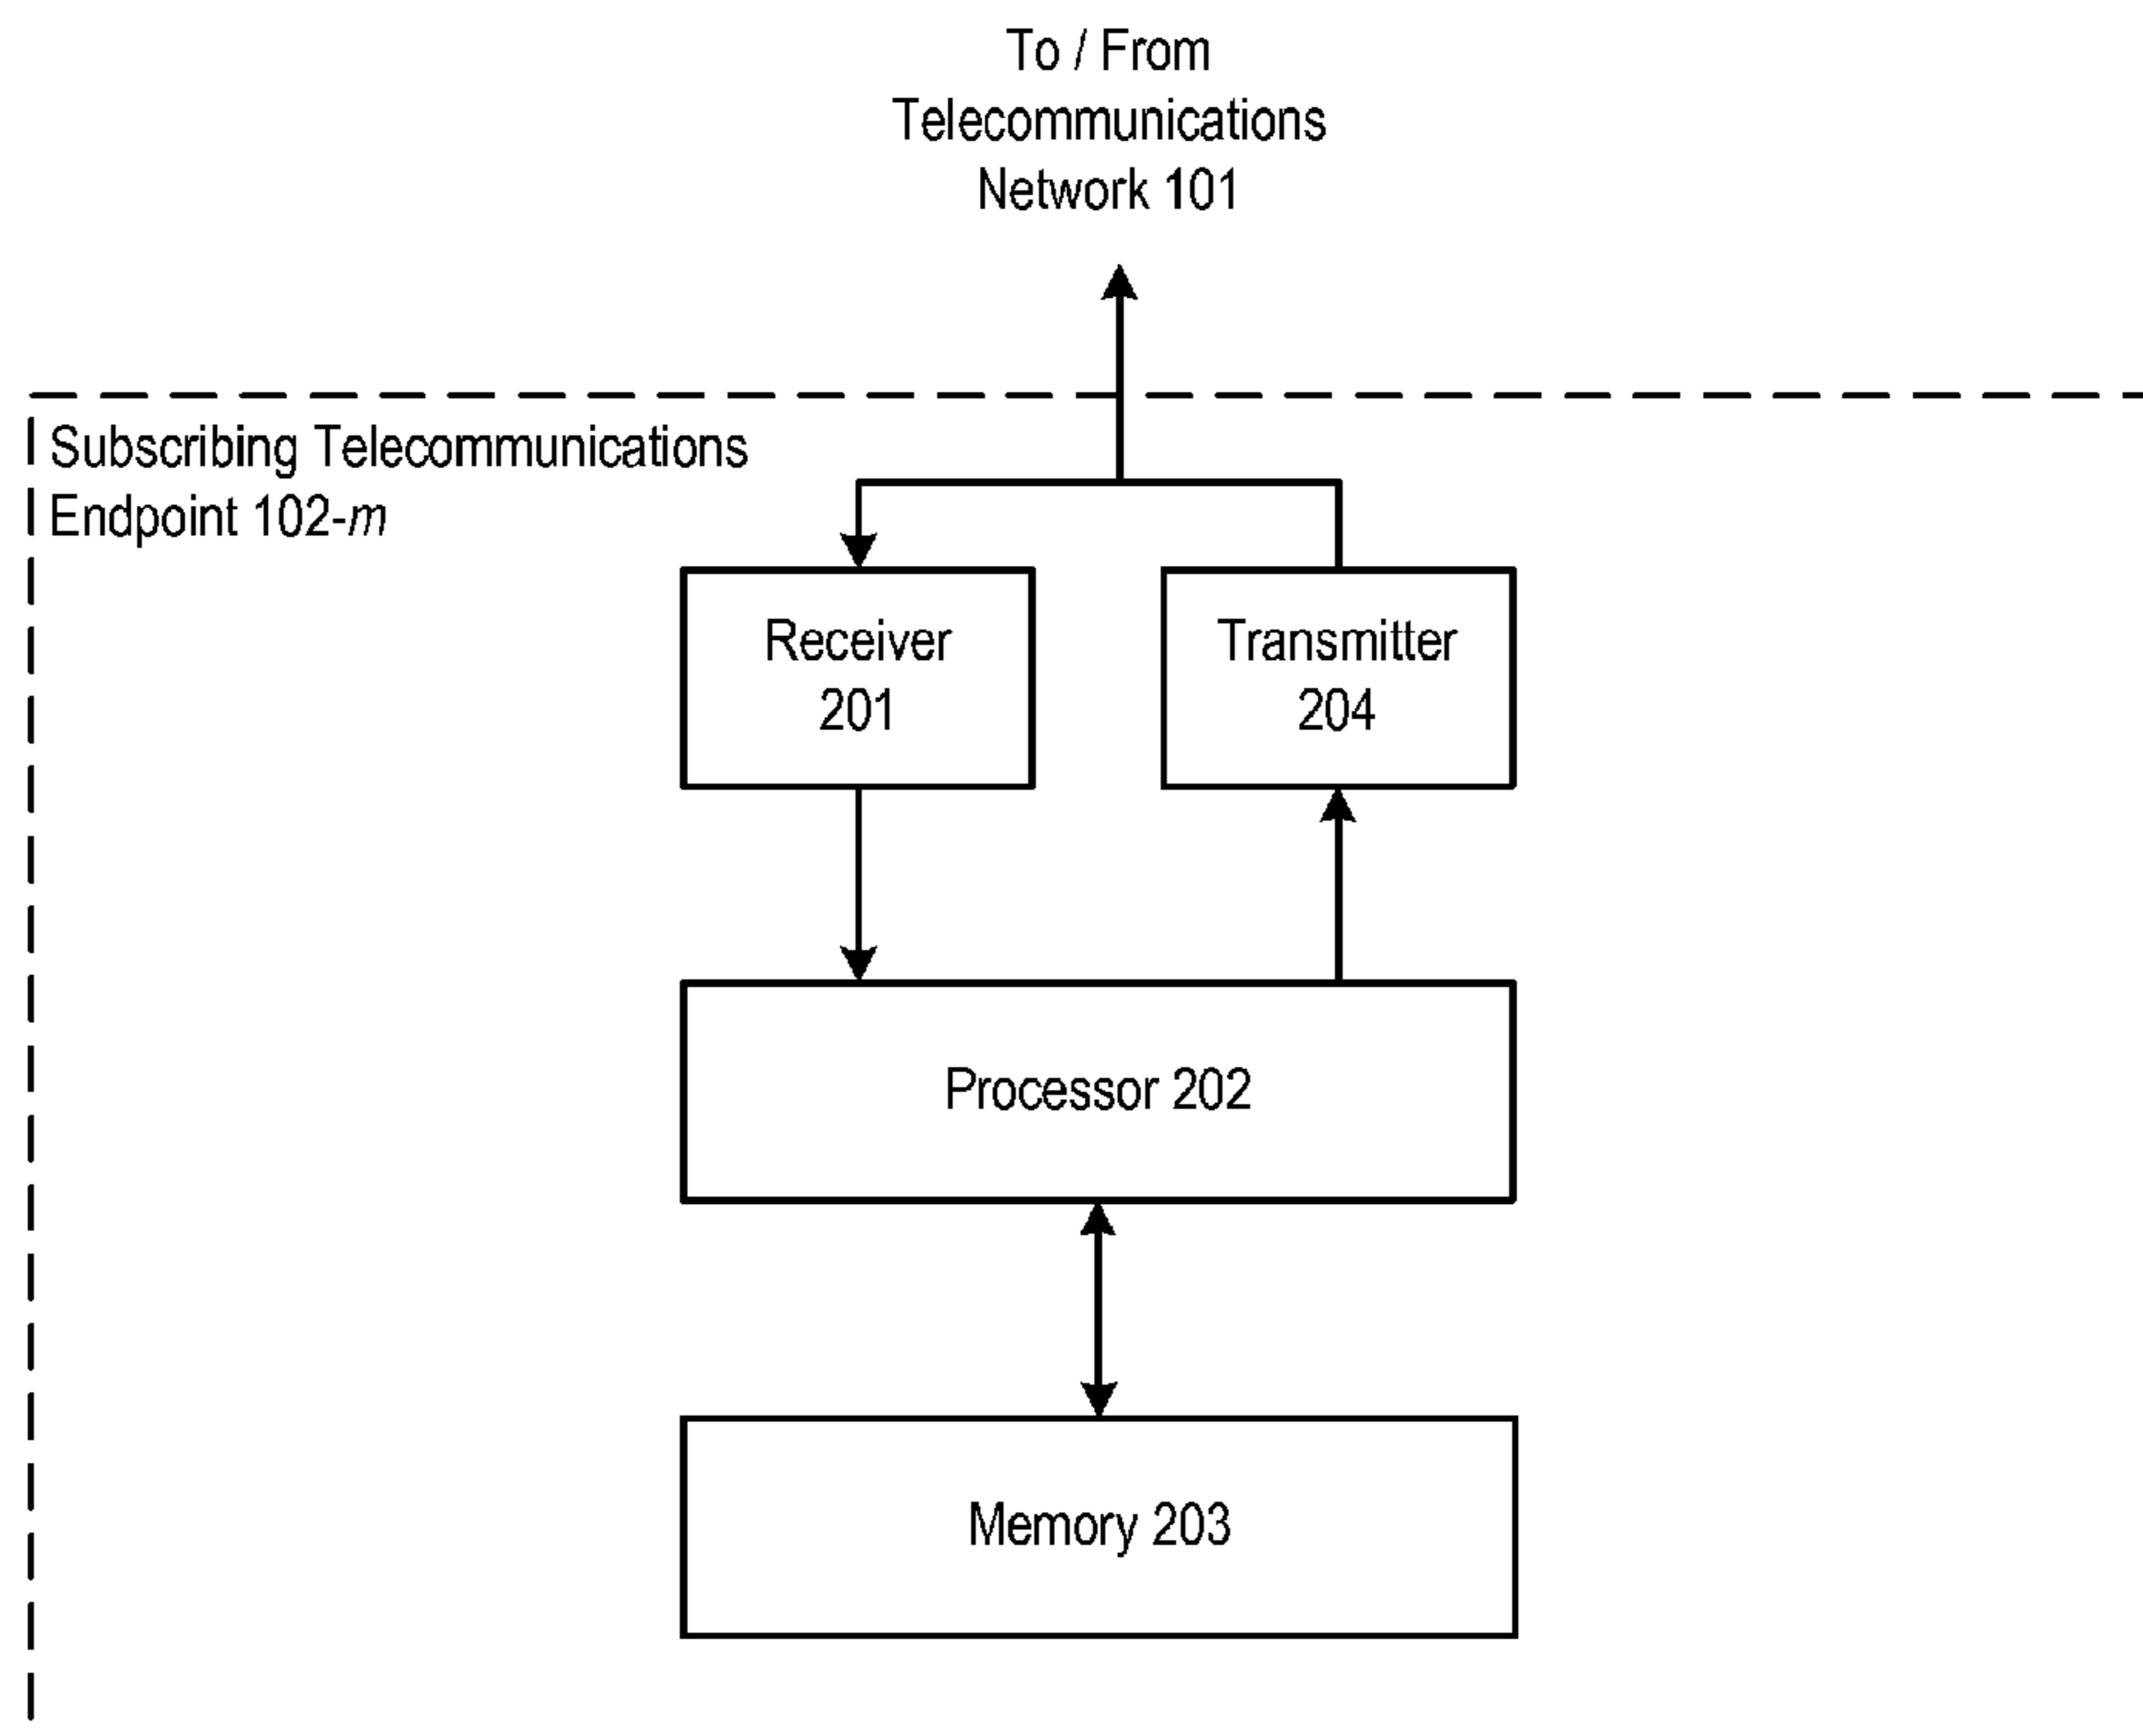 To / From
Telecommunications
Network 101
Subscribing Telecommunications
Endpoint 102-m
Receiver
201
Transmitter
204
Processor 202
Memory 203